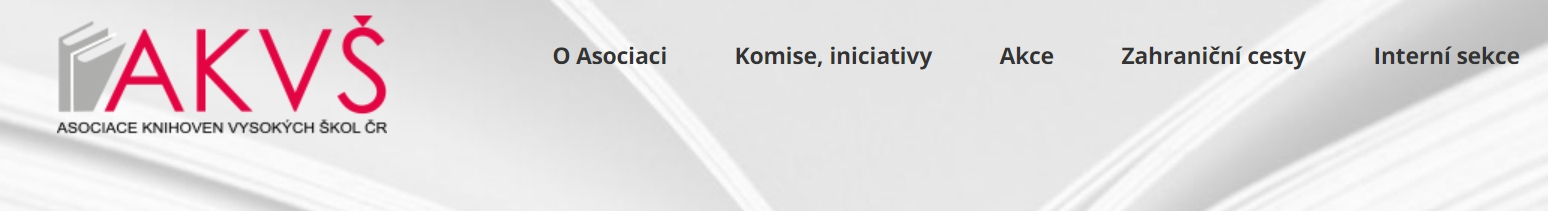 AKVŠ
ASOCIACE KNIHOVEN VYSOKÝCH ŠKOL ČR
O Asociaci Komise, iniciativy Akce Zahraniční cesty Interní sekce